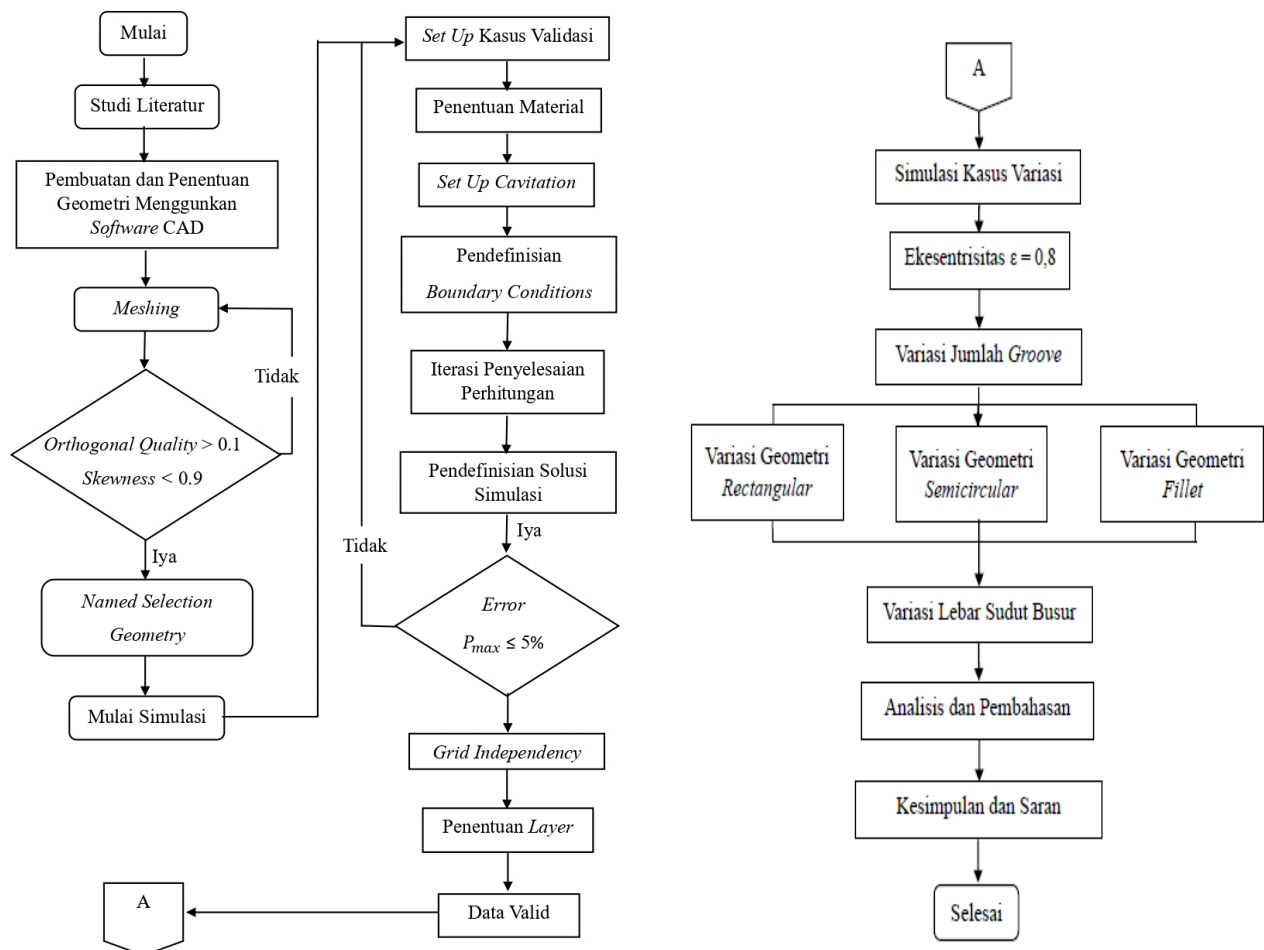 Mulai
Studi Literatur
Pembuatan dan Penentuan
Geometri Menggunkan
Software CAD
Meshing
Tidak
Orthogonal Quality > 0.1
Skewness < 0.9
Iya
Named Selection
Geometry
Mulai Simulasi
Set Up Kasus Validasi
Penentuan Material
Set Up Cavitation
Pendefinisian
Boundary Conditions
Iterasi Penyelesaian
Perhitungan
Pendefinisian Solusi
Simulasi
Iya
Tidak
Error
P_max ≤ 5%
Grid Independency
Penentuan Layer
Data Valid
A
A
Simulasi Kasus Variasi
Ekesentrisitas ε = 0,8
Variasi Jumlah Groove
Variasi Geometri
Rectangular
Variasi Geometri
Semicircular
Variasi Geometri
Fillet
Variasi Lebar Sudut Busur
Analisis dan Pembahasan
Kesimpulan dan Saran
Selesai